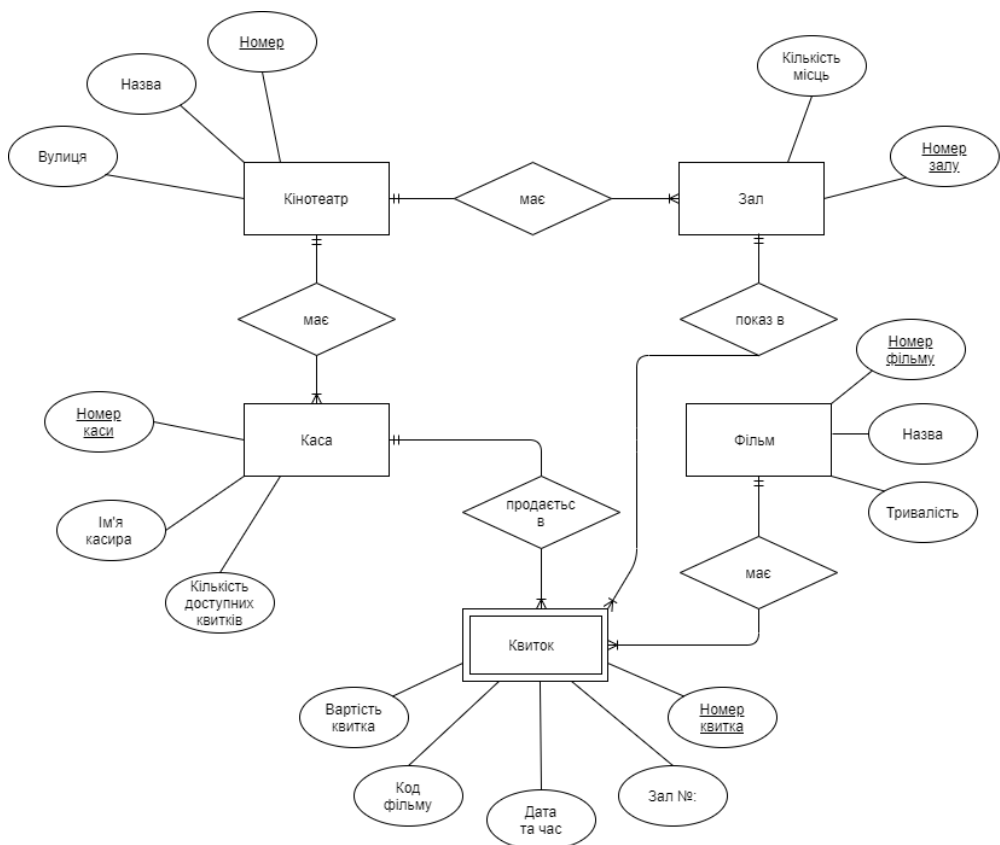 Номер
Кількість
місць
Назва
Номер
залу
Вулиця
Кінотеатр
має
Зал
має
показ в
Номер
фільму
Номер
каси
Каса
Фільм
Назва
продаєтьс
в
Тривалість
Ім'я
касира
має
Кількість
доступних
квитків
Квиток
Вартість
квитка
Номер
квитка
Код
фільму
Зал №:
Дата
та час